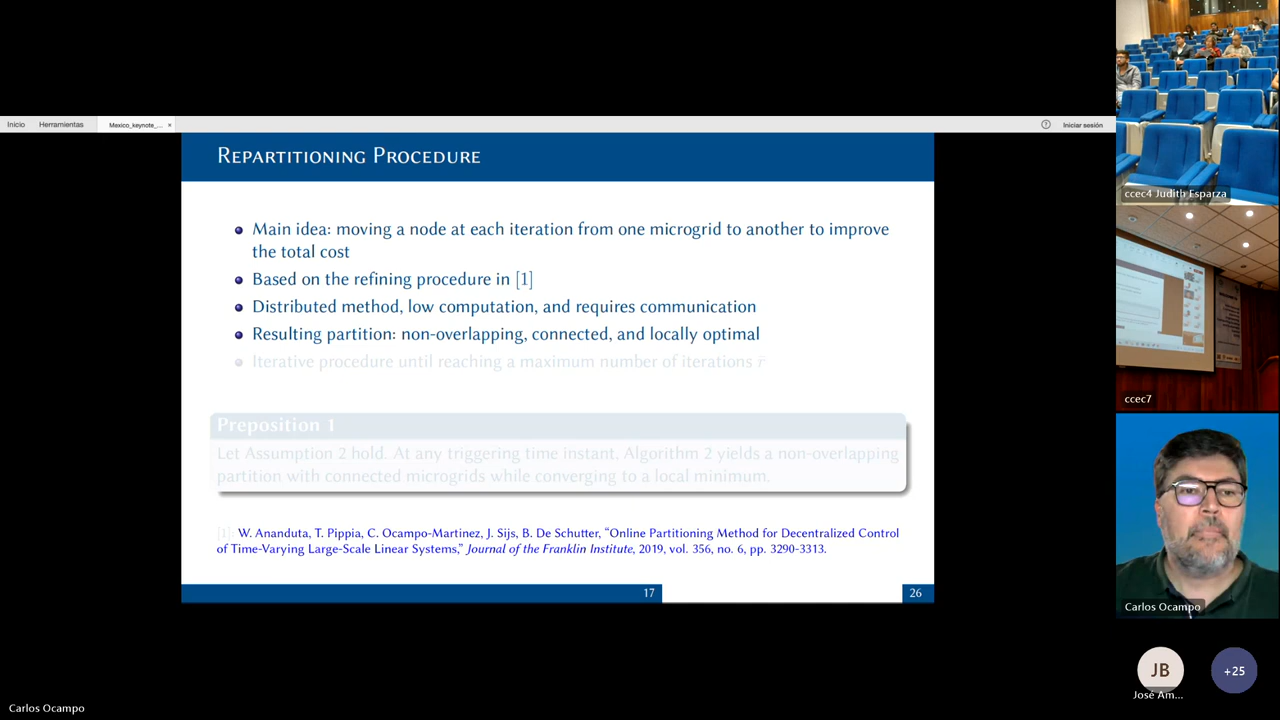 Inicio
Herramientas
Mexico_keynote_... ×
? Iniciar sesión
Repartitioning Procedure
Main idea: moving a node at each iteration from one microgrid to another to improve
the total cost
Based on the refining procedure in [1]
Distributed method, low computation, and requires communication
Resulting partition: non-overlapping, connected, and locally optimal
Iterative procedure until reaching a maximum number of iterations r̄
Preposition 1
Let Assumption 2 hold. At any triggering time instant, Algorithm 2 yields a non-overlapping
partition with connected microgrids while converging to a local minimum.
[1]: W. Ananduta, T. Pippia, C. Ocampo-Martinez, J. Sijs, B. De Schutter, “Online Partitioning Method for Decentralized Control
of Time-Varying Large-Scale Linear Systems,” Journal of the Franklin Institute, 2019, vol. 356, no. 6, pp. 3290-3313.
17
26
ccec4 Judith Esparza
ccec7
Carlos Ocampo
JB
José Am...
+25
Carlos Ocampo